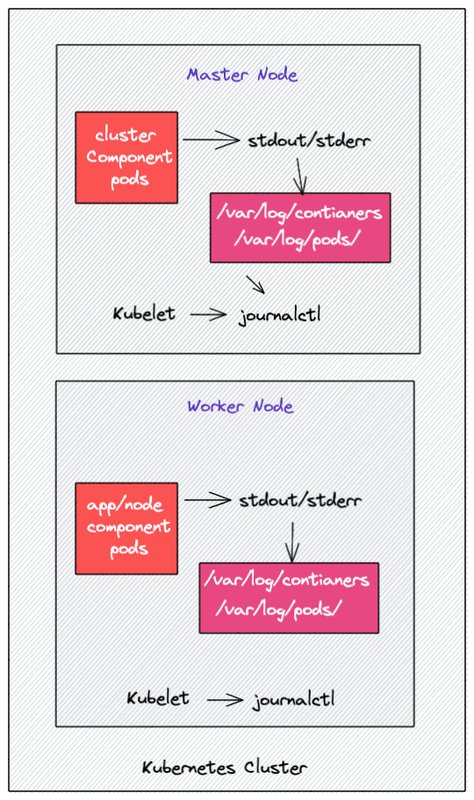 Master Node
cluster
Component
pods
stdout/stderr
/var/log/contianers
/var/log/pods/
Kubelet
journalctl
Worker Node
app/node
component
pods
stdout/stderr
/var/log/contianers
/var/log/pods/
Kubelet
journalctl
Kubernetes Cluster